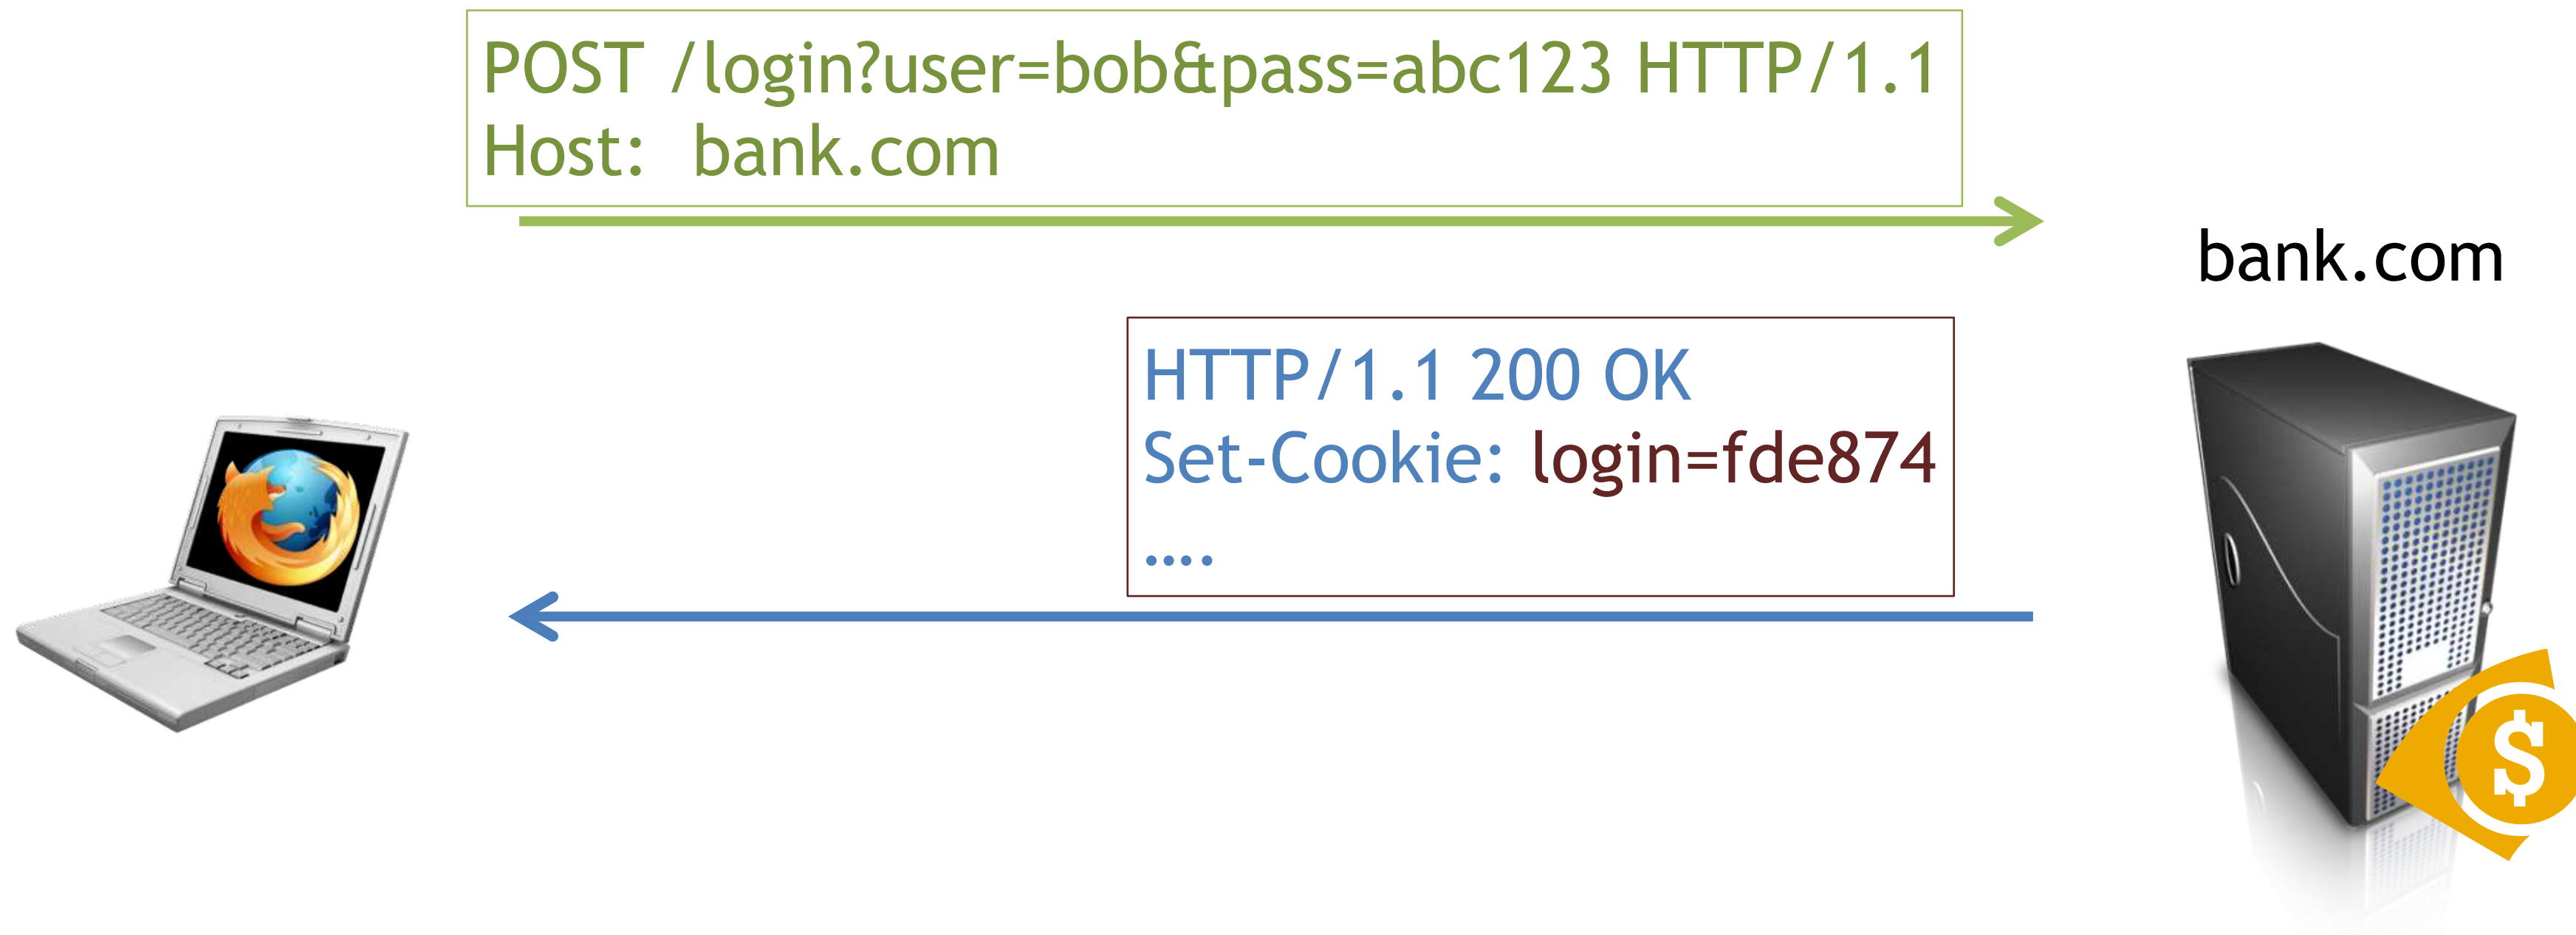 POST /login?user=bob&pass=abc123 HTTP/1.1
Host: bank.com
bank.com
HTTP/1.1 200 OK
Set-Cookie: login=fde874
....
$